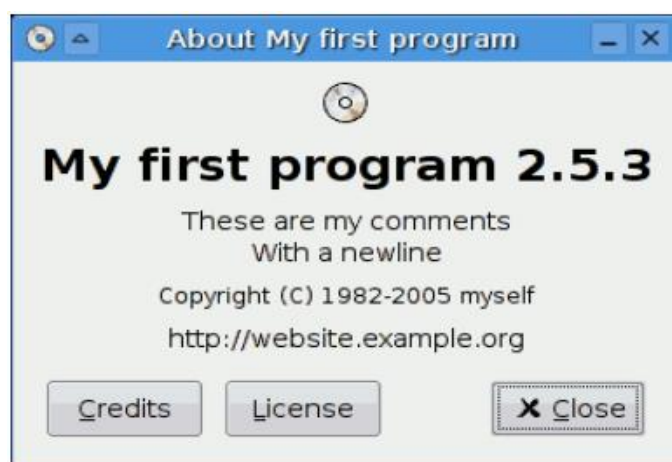 About My first program
My first program 2.5.3
These are my comments
With a newline
Copyright (C) 1982-2005 myself
http://website.example.org
Credits License Close